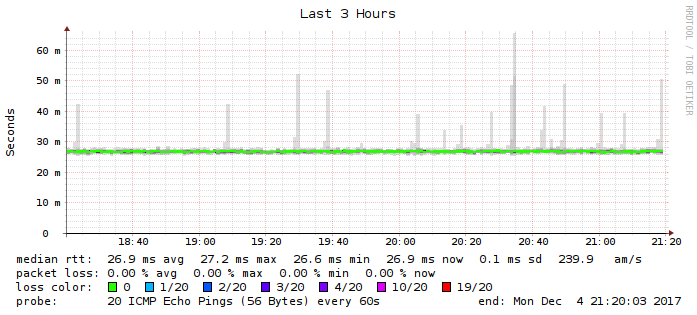 Last 3 Hours
RRDTOOL / TOBI OETIKER
Seconds
60 m
50 m
40 m
30 m
20 m
10 m
0
18:40 19:00 19:20 19:40 20:00 20:20 20:40 21:00 21:20
median rtt: 26.9 ms avg 27.2 ms max 26.6 ms min 26.9 ms now 0.1 ms sd 239.9 am/s
packet loss: 0.00 % avg 0.00 % max 0.00 % min 0.00 % now
loss color: 0 1/20 2/20 3/20 4/20 10/20 19/20
probe: 20 ICMP Echo Pings (56 Bytes) every 60s end: Mon Dec 4 21:20:03 2017